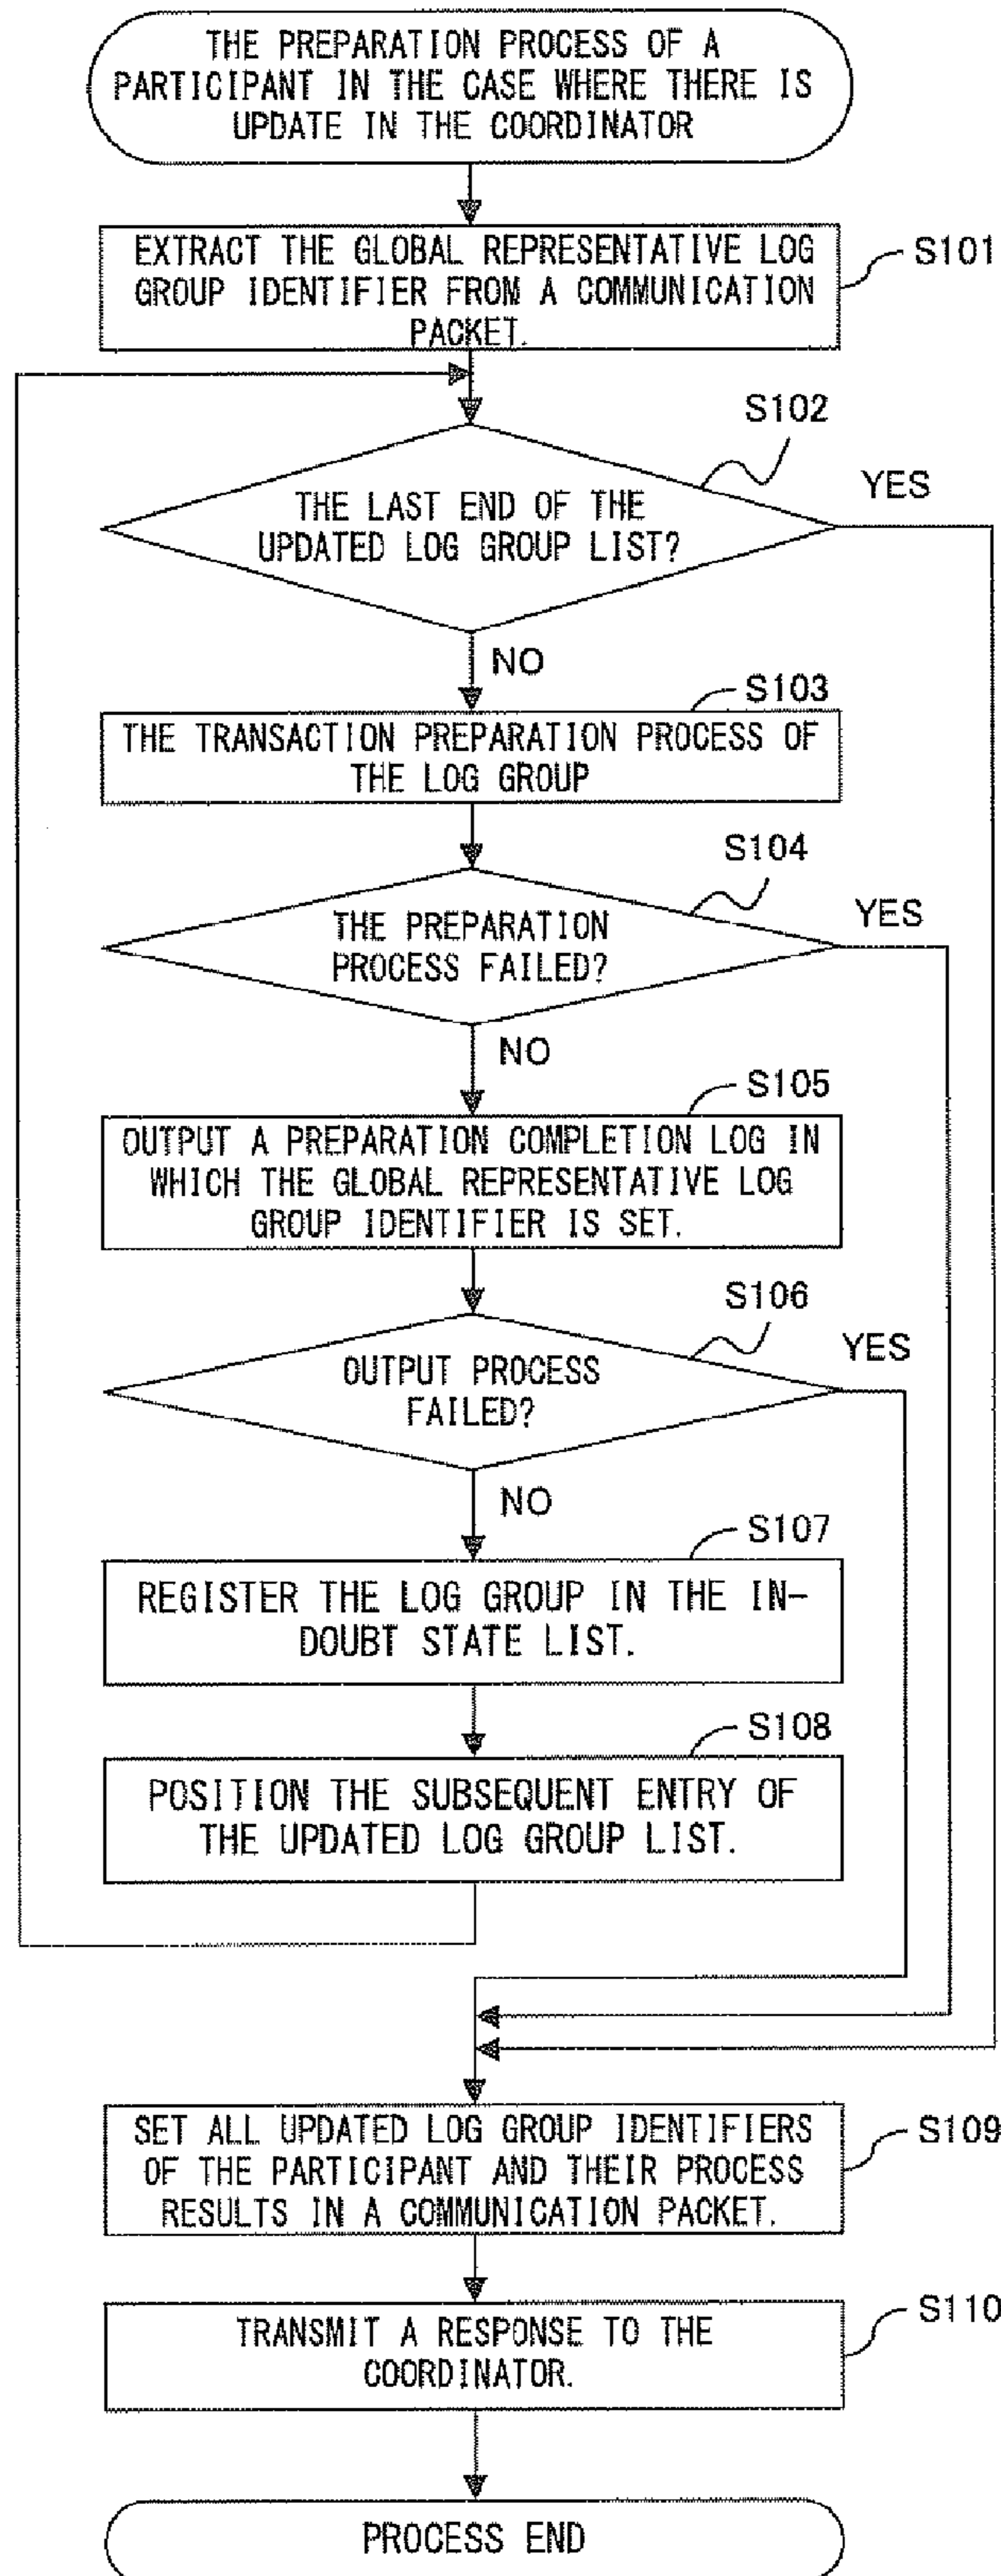 THE PREPARATION PROCESS OF A
PARTICIPANT IN THE CASE WHERE THERE IS
UPDATE IN THE COORDINATOR
EXTRACT THE GLOBAL REPRESENTATIVE LOG
GROUP IDENTIFIER FROM A COMMUNICATION
PACKET.
S101
S102
THE LAST END OF THE
UPDATED LOG GROUP LIST?
YES
NO
S103
THE TRANSACTION PREPARATION PROCESS OF
THE LOG GROUP
S104
THE PREPARATION
PROCESS FAILED?
YES
NO
S105
OUTPUT A PREPARATION COMPLETION LOG IN
WHICH THE GLOBAL REPRESENTATIVE LOG
GROUP IDENTIFIER IS SET.
S106
OUTPUT PROCESS
FAILED?
YES
NO
S107
REGISTER THE LOG GROUP IN THE IN-
DOUBT STATE LIST.
S108
POSITION THE SUBSEQUENT ENTRY OF
THE UPDATED LOG GROUP LIST.
SET ALL UPDATED LOG GROUP IDENTIFIERS
OF THE PARTICIPANT AND THEIR PROCESS
RESULTS IN A COMMUNICATION PACKET.
S109
TRANSMIT A RESPONSE TO THE
COORDINATOR.
S110
PROCESS END